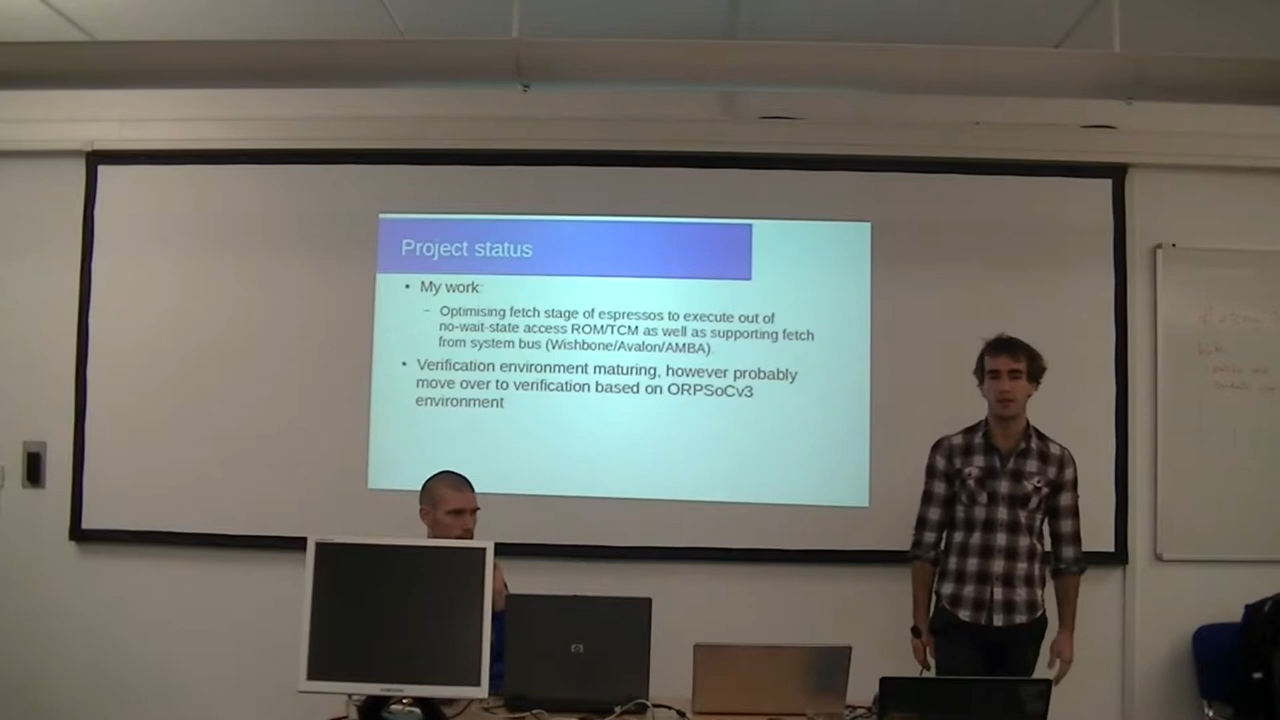 Project status
• My work:
– Optimising fetch stage of espressos to execute out of
no-wait-state access ROM/TCM as well as supporting fetch
from system bus (Wishbone/Avalon/AMBA).
• Verification environment maturing, however probably
move over to verification based on ORPSoCv3
environment
hp
SAMSUNG